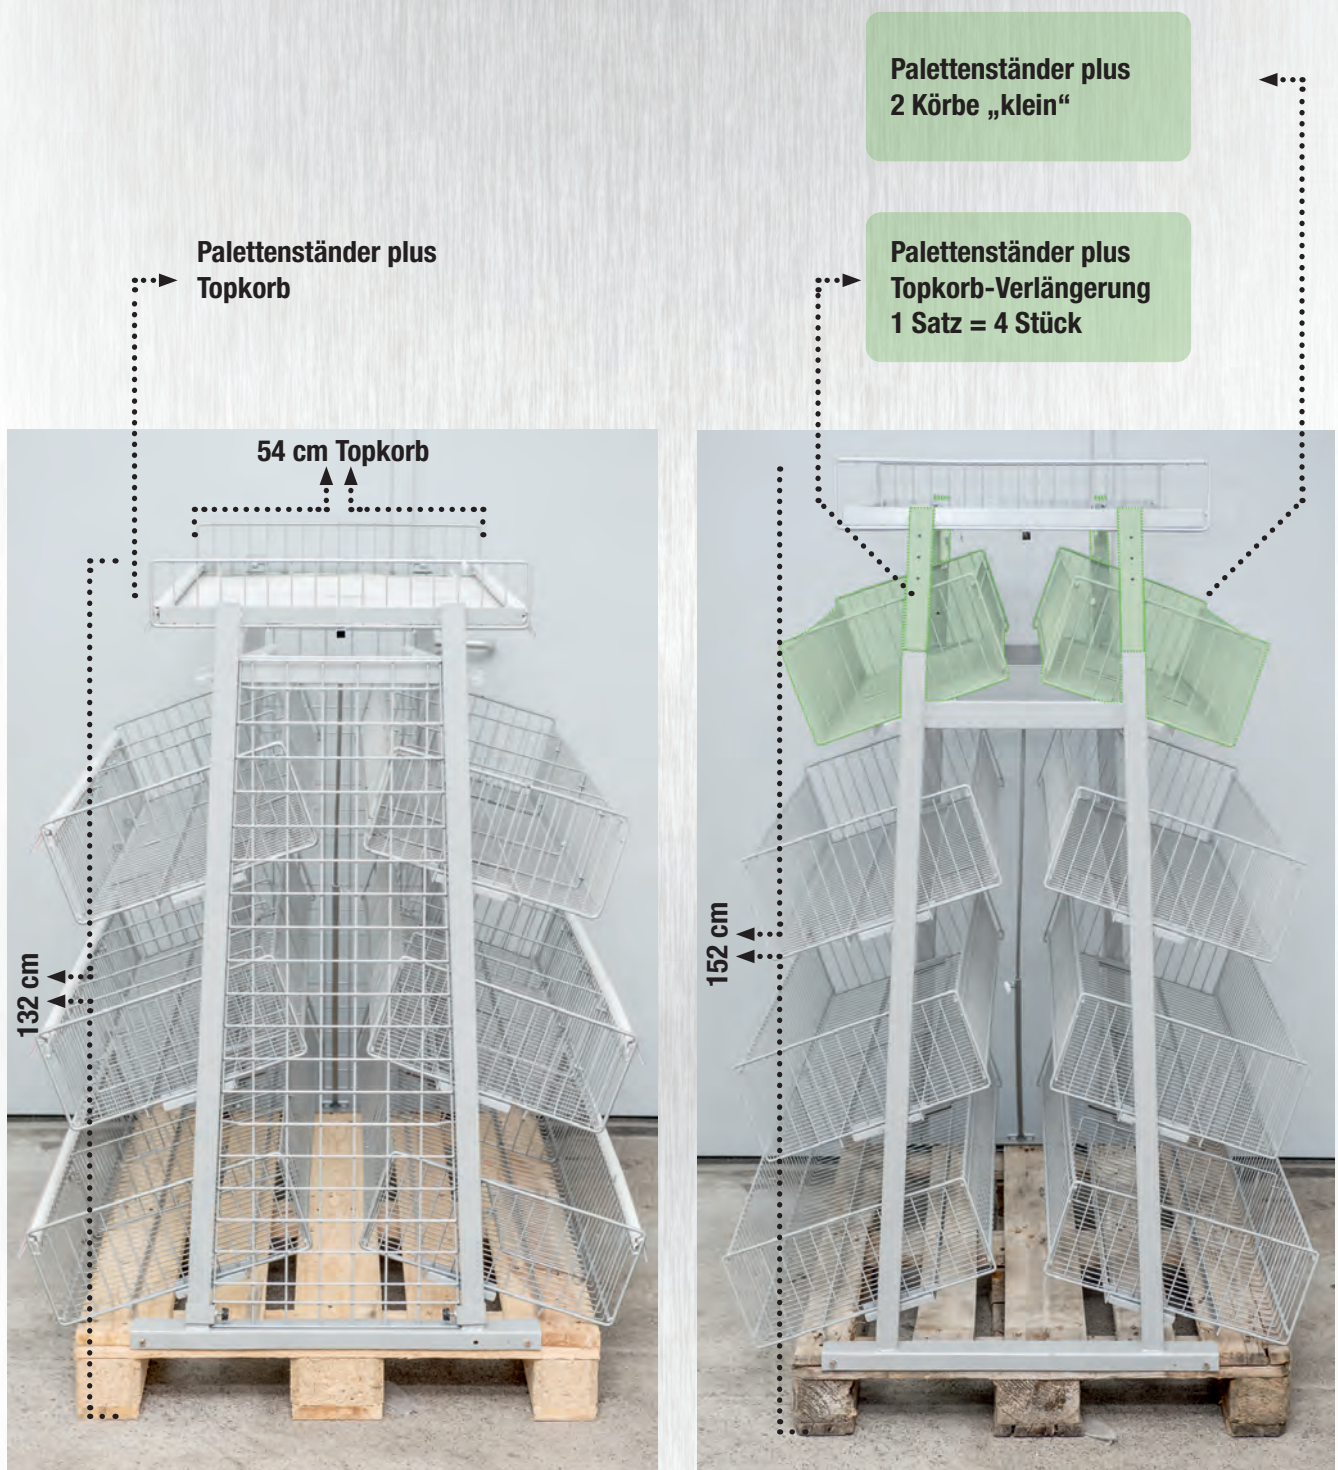 Palettenständer plus
2 Körbe „klein“
Palettenständer plus
Topkorb
Palettenständer plus
Topkorb-Verlängerung
1 Satz = 4 Stück
54 cm Topkorb
132 cm
152 cm